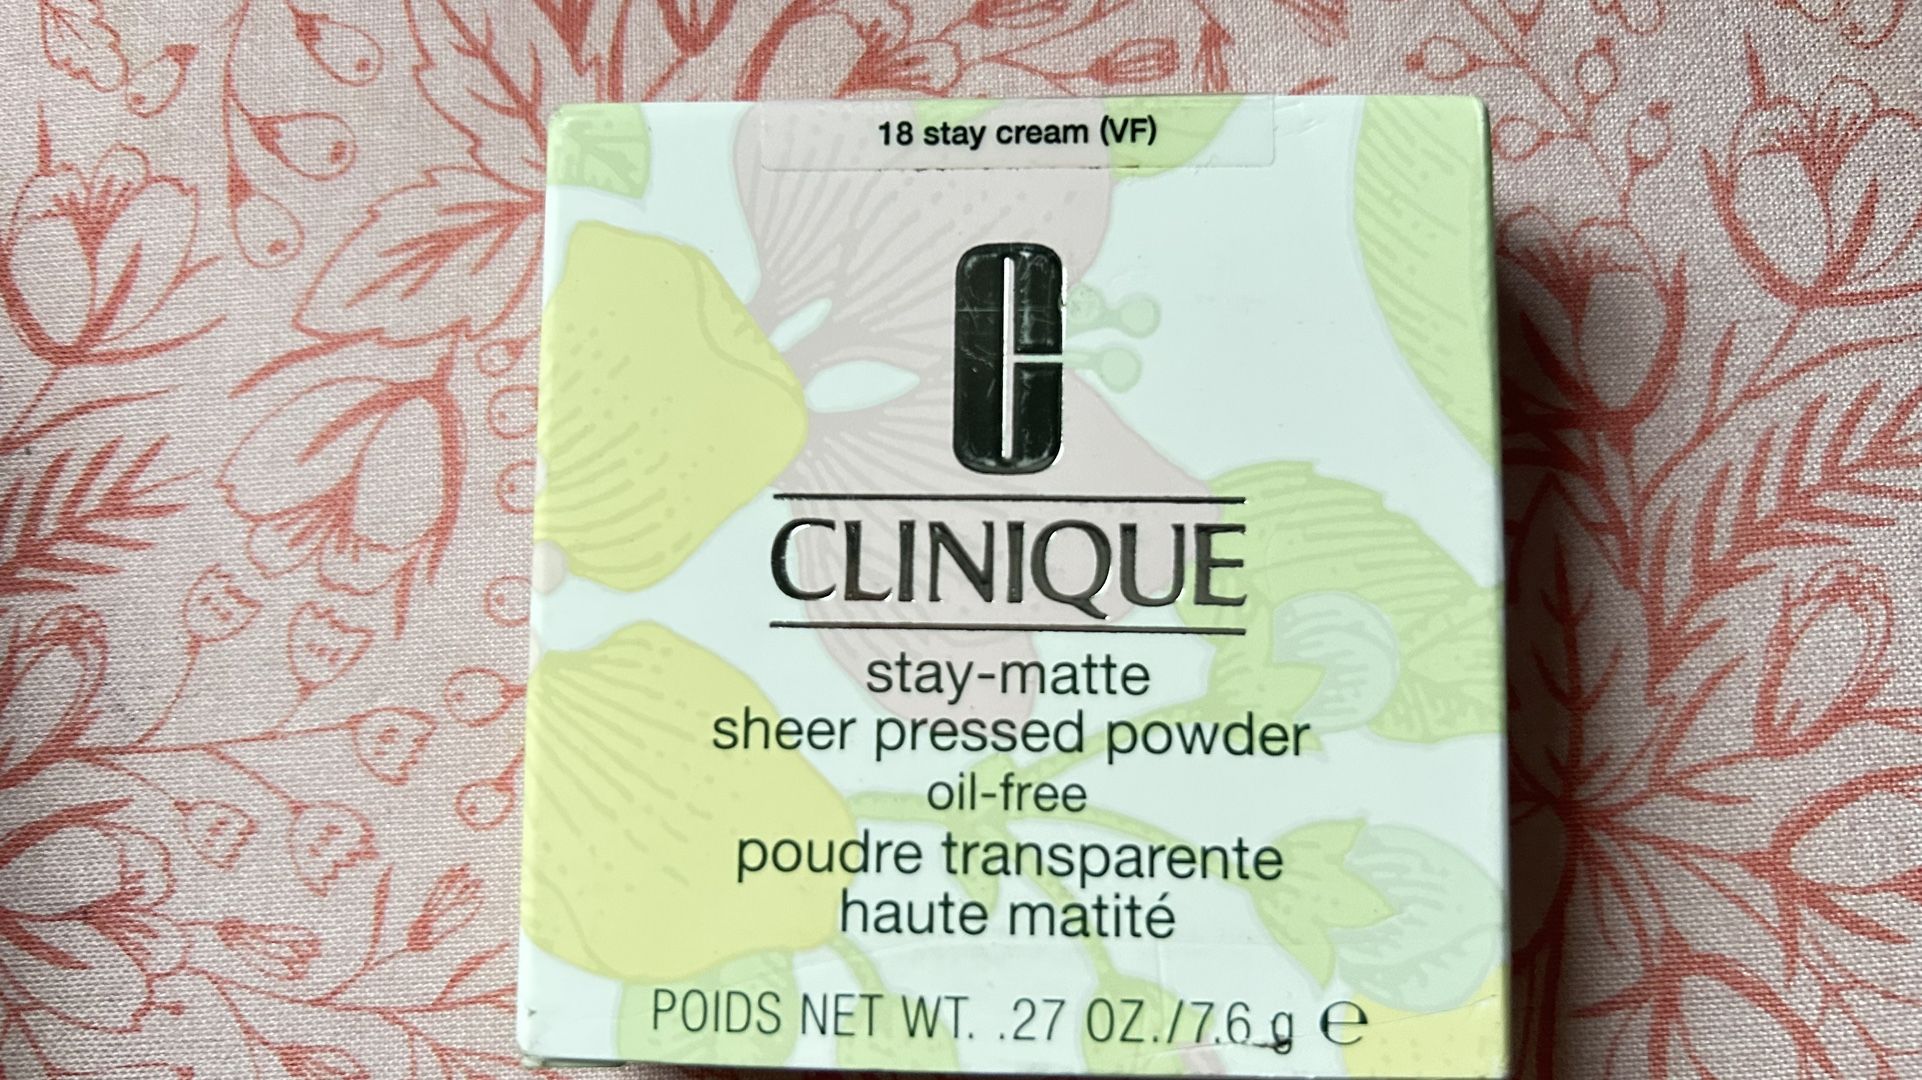 18 stay cream (VF)
C
CLINIQUE
stay-matte
sheer pressed powder
oil-free
poudre transparente
haute matité
POIDS NET WT. .27 OZ./7.6 g ℮